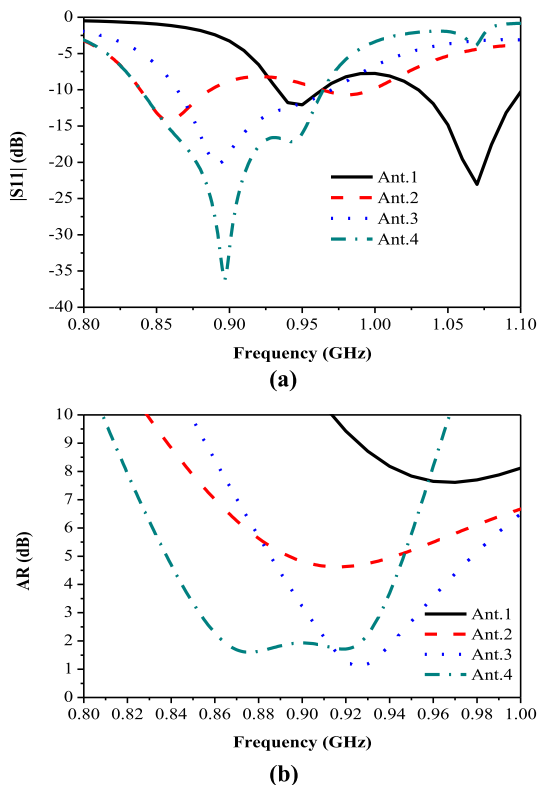 0
-5
-10
-15
-20
-25
-30
-35
-40
|S11| (dB)
Ant.1
Ant.2
Ant.3
Ant.4
0.80 0.85 0.90 0.95 1.00 1.05 1.10
Frequency (GHz)
(a)
10
9
8
7
6
5
4
3
2
1
0
AR (dB)
Ant.1
Ant.2
Ant.3
Ant.4
0.80 0.82 0.84 0.86 0.88 0.90 0.92 0.94 0.96 0.98 1.00
Frequency (GHz)
(b)